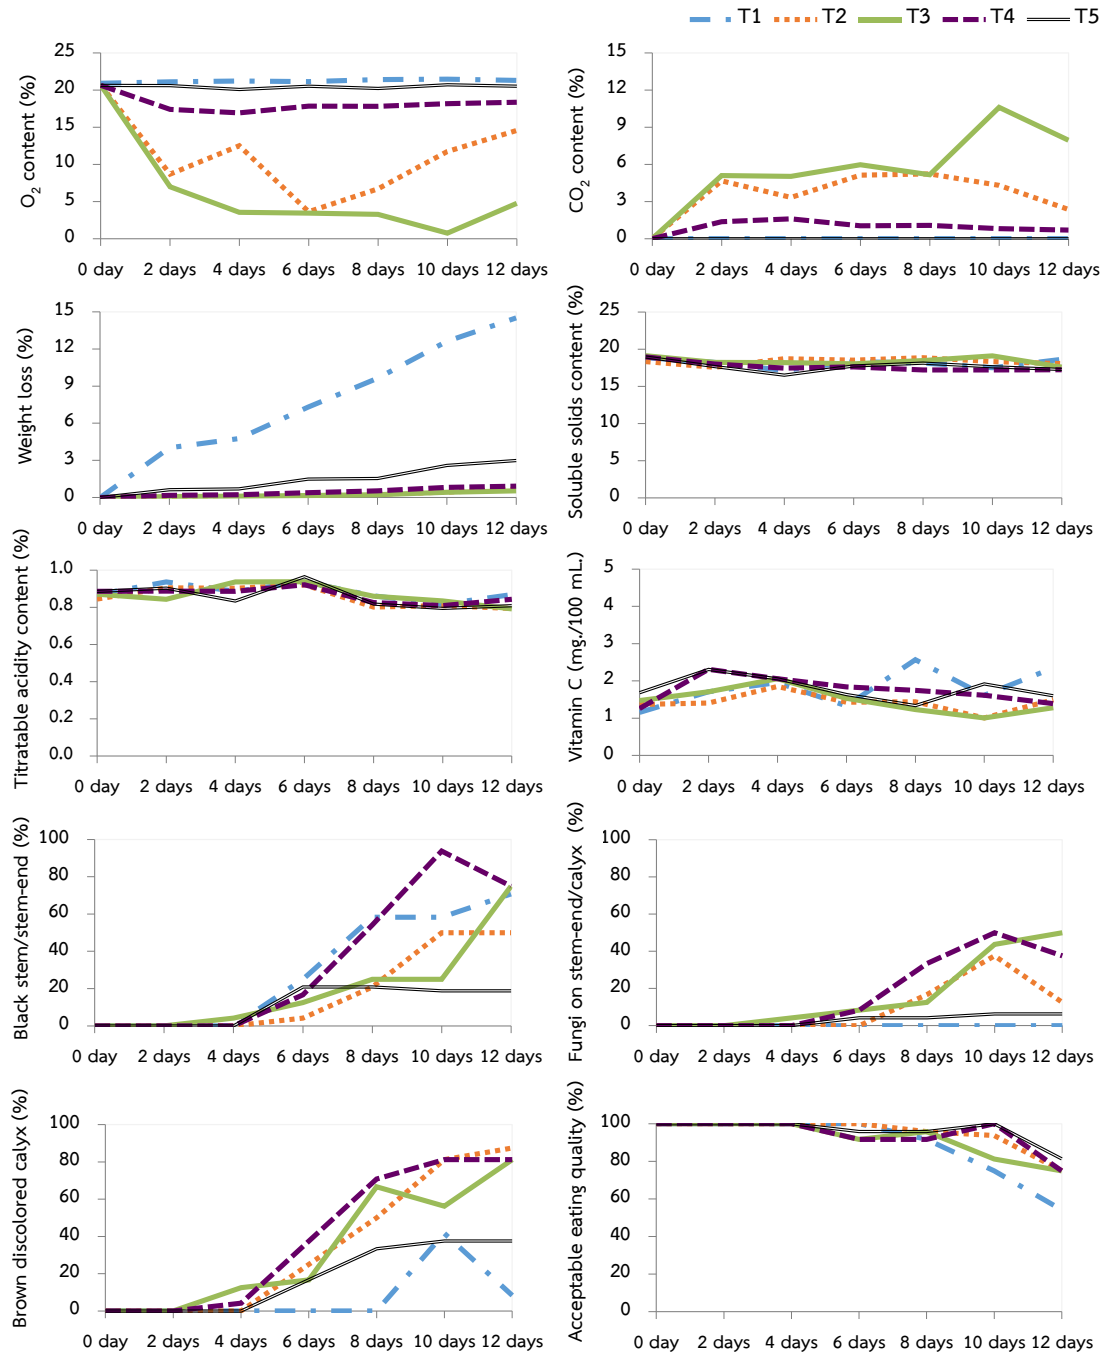 T1 T2 T3 T4 T5
O2 content (%)
25
20
15
10
5
0
0 day 2 days 4 days 6 days 8 days 10 days 12 days
CO2 content (%)
15
12
9
6
3
0
0 day 2 days 4 days 6 days 8 days 10 days 12 days
Weight loss (%)
15
12
9
6
3
0
0 day 2 days 4 days 6 days 8 days 10 days 12 days
Soluble solids content (%)
25
20
15
10
5
0
0 day 2 days 4 days 6 days 8 days 10 days 12 days
Titratable acidity content (%)
1.0
0.8
0.6
0.4
0.2
0.0
0 day 2 days 4 days 6 days 8 days 10 days 12 days
Vitamin C (mg./100 mL.)
5
4
3
2
1
0
0 day 2 days 4 days 6 days 8 days 10 days 12 days
Black stem/stem-end (%)
100
80
60
40
20
0
0 day 2 days 4 days 6 days 8 days 10 days 12 days
Fungi on stem-end/calyx (%)
100
80
60
40
20
0
0 day 2 days 4 days 6 days 8 days 10 days 12 days
Brown discolored calyx (%)
100
80
60
40
20
0
0 day 2 days 4 days 6 days 8 days 10 days 12 days
Acceptable eating quality (%)
100
80
60
40
20
0
0 day 2 days 4 days 6 days 8 days 10 days 12 days